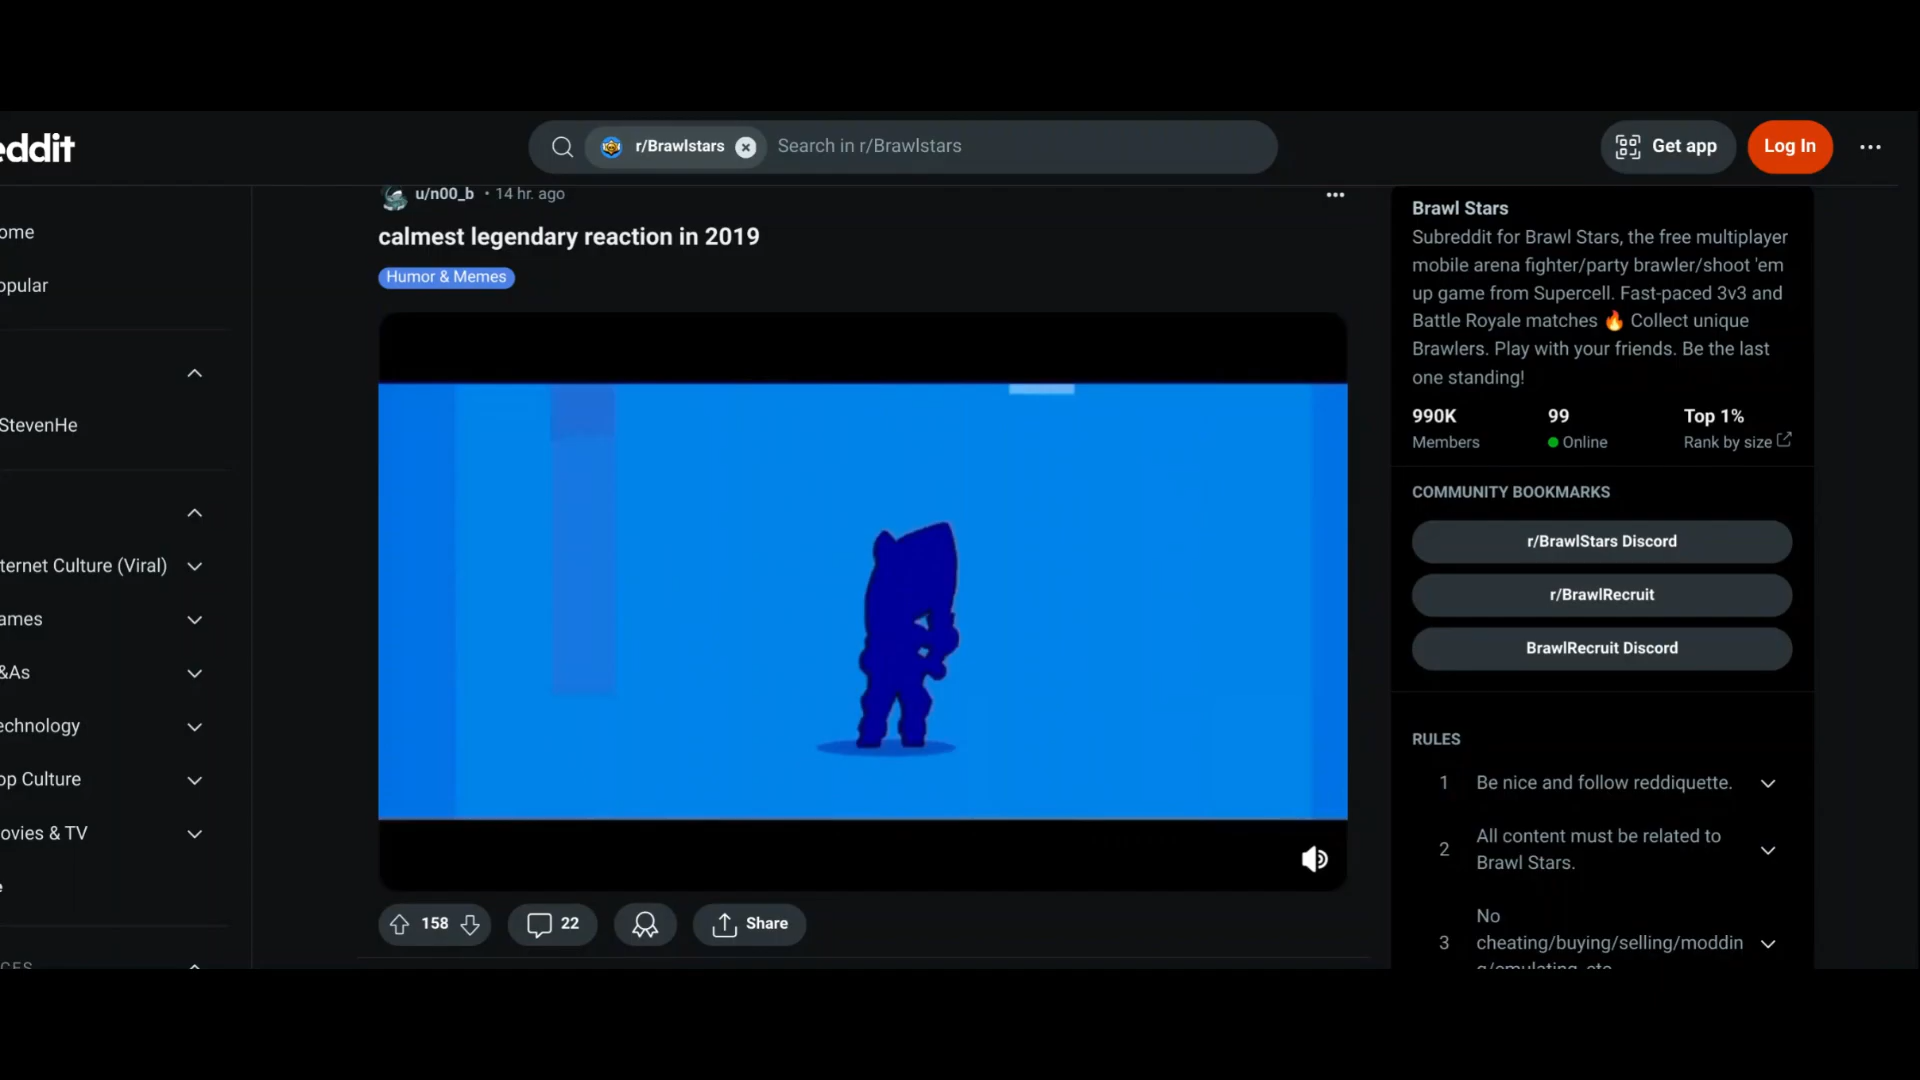 eddit
r/Brawlstars
Search in r/Brawlstars
Get app
Log In
ome
opular
StevenHe
ternet Culture (Viral)
ames
&As
echnology
op Culture
ovies & TV
e
u/n00_b • 14 hr. ago
calmest legendary reaction in 2019
Humor & Memes
158
22
Share
Brawl Stars
Subreddit for Brawl Stars, the free multiplayer
mobile arena fighter/party brawler/shoot 'em
up game from Supercell. Fast-paced 3v3 and
Battle Royale matches 🔥 Collect unique
Brawlers. Play with your friends. Be the last
one standing!
990K
Members
99
Online
Top 1%
Rank by size
COMMUNITY BOOKMARKS
r/BrawlStars Discord
r/BrawlRecruit
BrawlRecruit Discord
RULES
1 Be nice and follow reddiquette.
2 All content must be related to
Brawl Stars.
3 No
cheating/buying/selling/moddin
g/emulating, etc